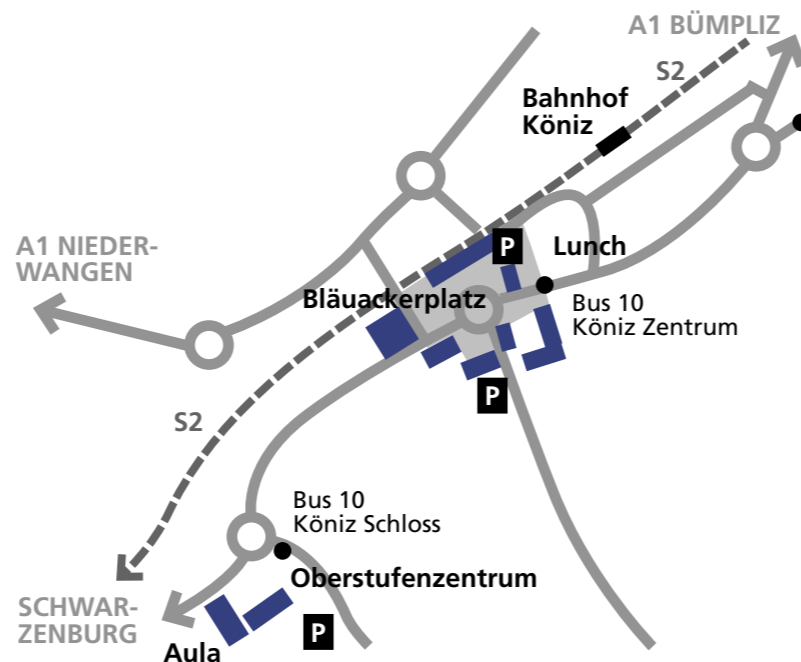 A1 BÜMPLIZ
S2
Bahnhof
Köniz
A1 NIEDER-
WANGEN
P
Lunch
Bläuackerplatz
Bus 10
Köniz Zentrum
P
S2
Bus 10
Köniz Schloss
Oberstufenzentrum
SCHWAR-
ZENBURG
P
Aula